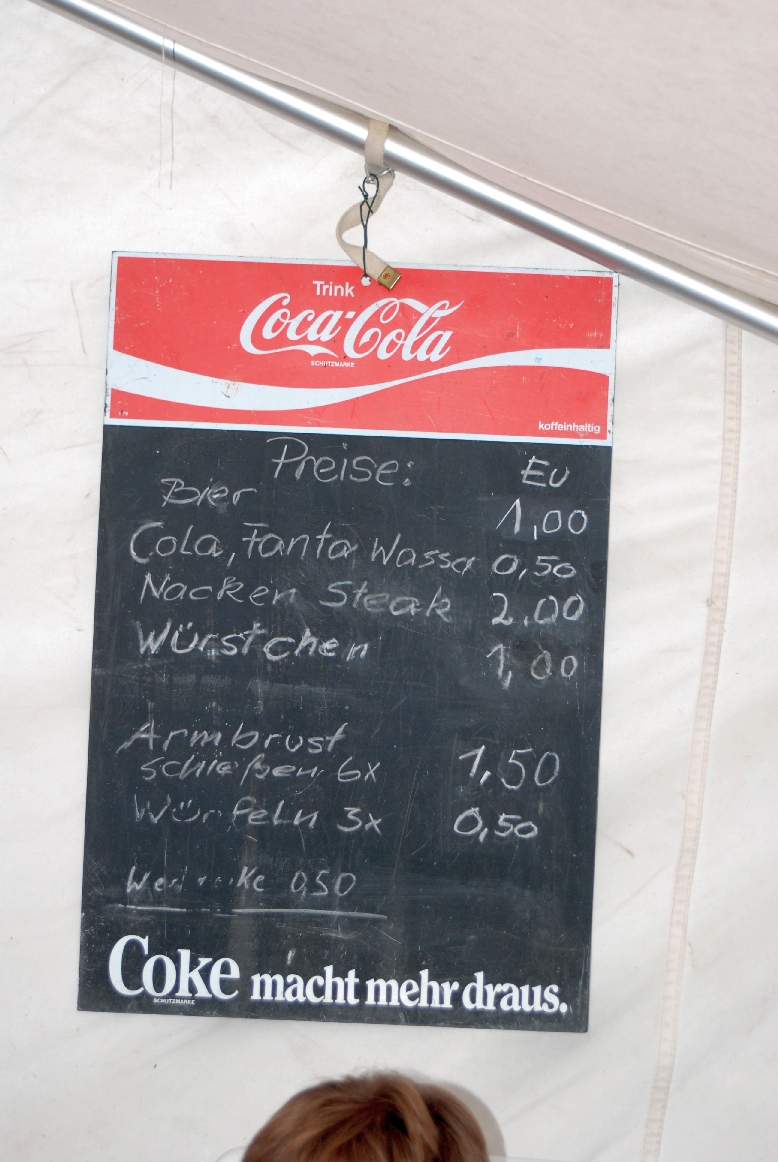 Trink
Coca-Cola
SCHUTZMARKE
koffeinhaltig
Preise: EU
Bier 1,00
Cola, Fanta, Wasser 0,50
Nacken Steak 2,00
Würstchen 1,00
Armbrust
schießen 6x 1,50
Würfeln 3x 0,50
0,50
Coke macht mehr draus.
SCHUTZMARKE